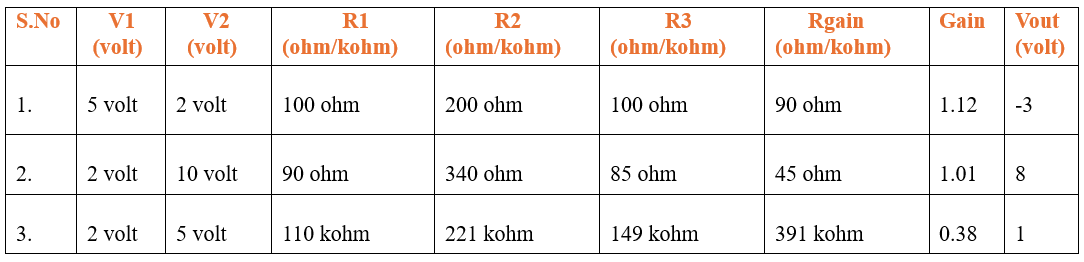 S.No V1 V2 R1 R2 R3 Rgain Gain Vout
(volt) (volt) (ohm/kohm) (ohm/kohm) (ohm/kohm) (ohm/kohm) (volt)
1. 5 volt 2 volt 100 ohm 200 ohm 100 ohm 90 ohm 1.12 -3
2. 2 volt 10 volt 90 ohm 340 ohm 85 ohm 45 ohm 1.01 8
3. 2 volt 5 volt 110 kohm 221 kohm 149 kohm 391 kohm 0.38 1